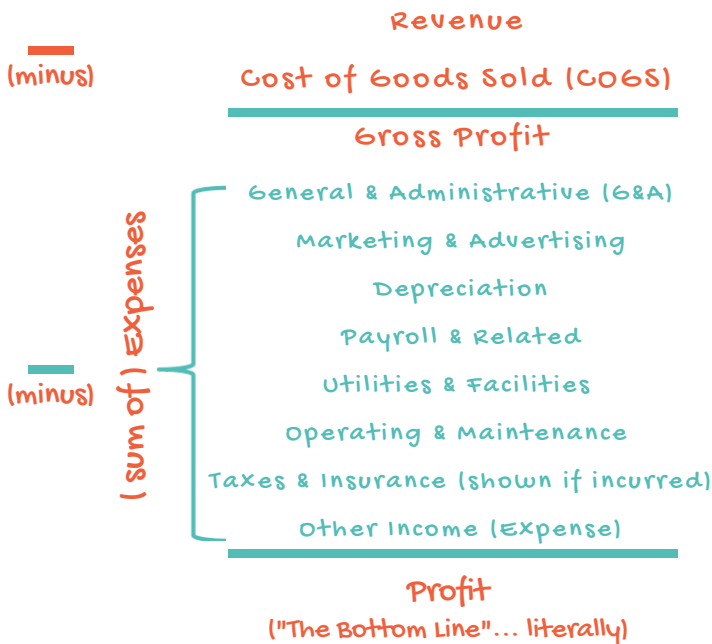 Revenue
(minus)
Cost of Goods Sold (COGS)
Gross Profit
(sum of) Expenses
General & Administrative (G&A)
Marketing & Advertising
Depreciation
Payroll & Related
(minus)
Utilities & Facilities
Operating & Maintenance
Taxes & Insurance (shown if incurred)
Other Income (Expense)
Profit
("The Bottom Line"... literally)